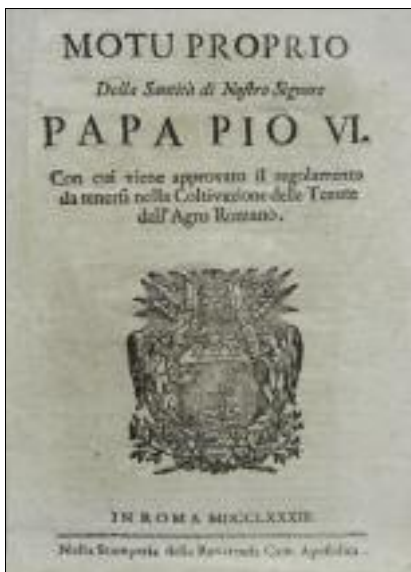 MOTU PROPRIO
Della Santità di Nostro Signore
PAPA PIO VI.
Con cui viene approvato il regolamento
da tenersi nella Coltivazione delle Tenute
dell'Agro Romano.
IN ROMA MDCCLXXXIII.
Nella Stamperia della Reverenda Cam. Apostolica.